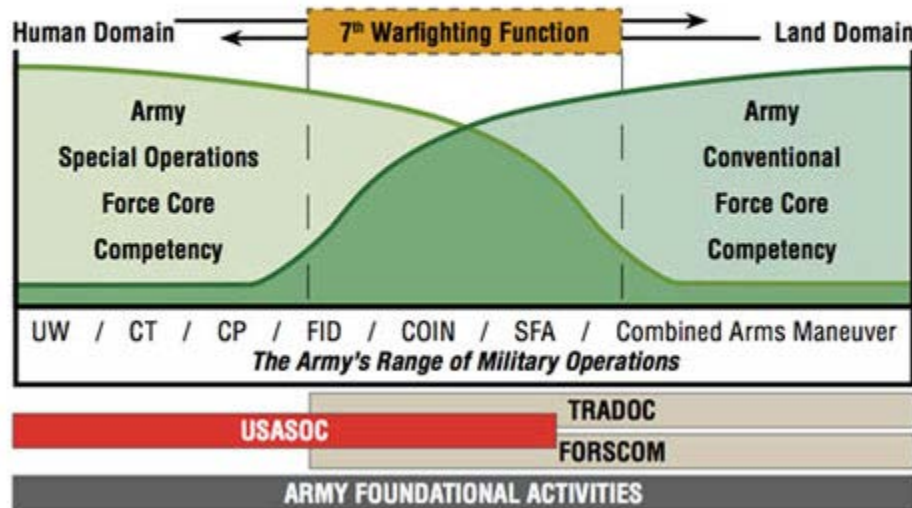 Human Domain
7th Warfighting Function
Land Domain
Army
Special Operations
Force Core
Competency
Army
Conventional
Force Core
Competency
UW / CT / CP / FID / COIN / SFA / Combined Arms Maneuver
The Army's Range of Military Operations
TRADOC
USASOC
FORSCOM
ARMY FOUNDATIONAL ACTIVITIES